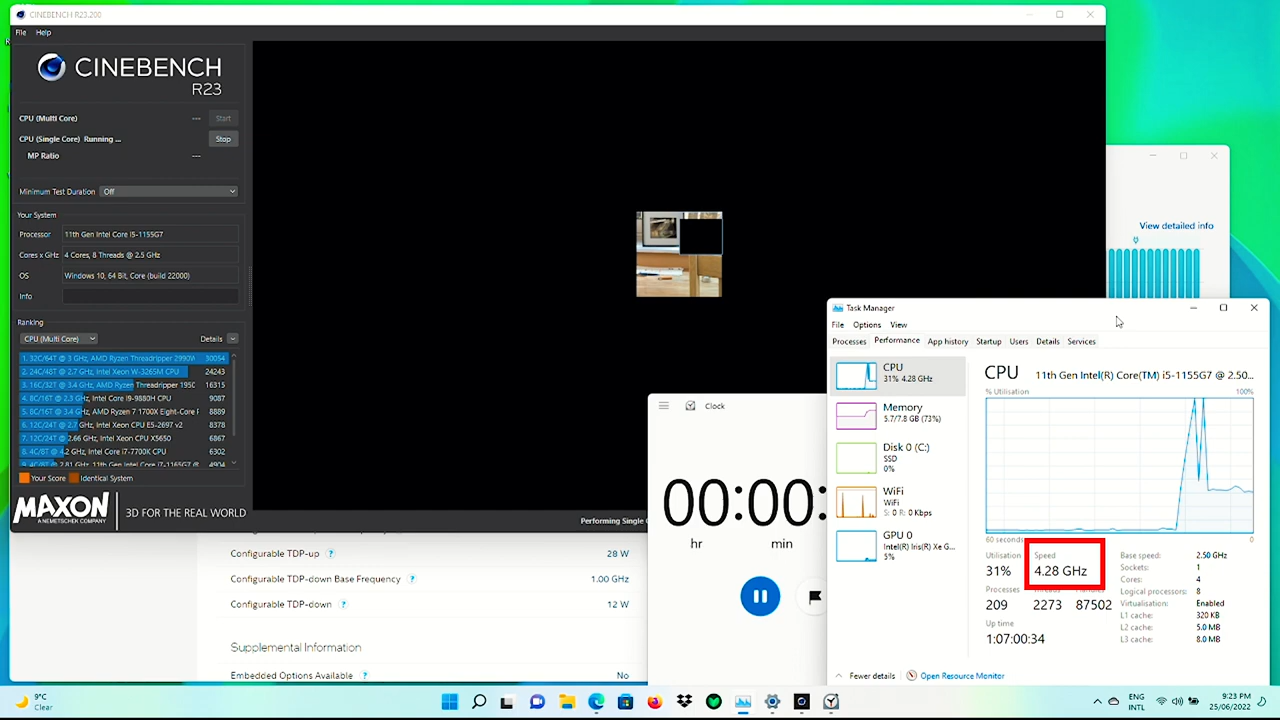 CINEBENCH R23.200
File Help
CINEBENCH
R23
CPU (Multi Core) --- Start
CPU (Single Core) Running ... Stop
MP Ratio ---
Minimum Test Duration Off
Your System
Processor 11th Gen Intel Core i5-1155G7
Cores x GHz 4 Cores, 8 Threads @ 2.5 GHz
OS Windows 10, 64 Bit, Core (build 22000)
Info
Ranking
CPU (Multi Core) Details
1. 32C/64T @ 3 GHz, AMD Ryzen Threadripper 2990W 30054
2. 24C/48T @ 2.7 GHz, Intel Xeon W-3265M CPU 24243
3. 16C/32T @ 3.4 GHz, AMD Ryzen Threadripper 1950 16315
4. 8C/16T @ 2.3 GHz, Intel Core i9-9880H CPU 9087
5. 8C/16T @ 3.4 GHz, AMD Ryzen 7 1700X Eight-Core 8889
6. 12C/24T @ 2.7 GHz, Intel Xeon CPU E5-2697 8378
7. 12C/24T @ 2.66 GHz, Intel Xeon CPU X5650 6867
8. 4C/8T @ 4.2 GHz, Intel Core i7-7700K CPU 6302
9. 4C/8T @ 2.81 GHz, 11th Gen Intel Core i7-1165G7 4904
Your Score Identical System
MAXON
A NEMETSCHEK COMPANY
3D FOR THE REAL WORLD
Performing Single
View detailed info
Configurable TDP-up ? 28 W
Configurable TDP-down Base Frequency ? 1.00 GHz
Configurable TDP-down ? 12 W
Supplemental Information
Embedded Options Available ? No
Clock
00:00:
hr min
Task Manager
File Options View
Processes Performance App history Startup Users Details Services
CPU
31% 4.28 GHz
Memory
5.7/7.8 GB (73%)
Disk 0 (C:)
SSD
0%
WiFi
WiFi
S: 0 R: 0 Kbps
GPU 0
Intel(R) Iris(R) Xe G...
5%
CPU 11th Gen Intel(R) Core(TM) i5-1155G7 @ 2.50...
% Utilisation 100%
60 seconds 0
Utilisation Speed
31% 4.28 GHz
Processes Threads Handles
209 2273 87502
Up time
1:07:00:34
Base speed: 2.50 GHz
Sockets: 1
Cores: 4
Logical processors: 8
Virtualisation: Enabled
L1 cache: 320 KB
L2 cache: 5.0 MB
L3 cache: 8.0 MB
Fewer details Open Resource Monitor
9°C
Clear
ENG
INTL
9:23 PM
25/06/2022